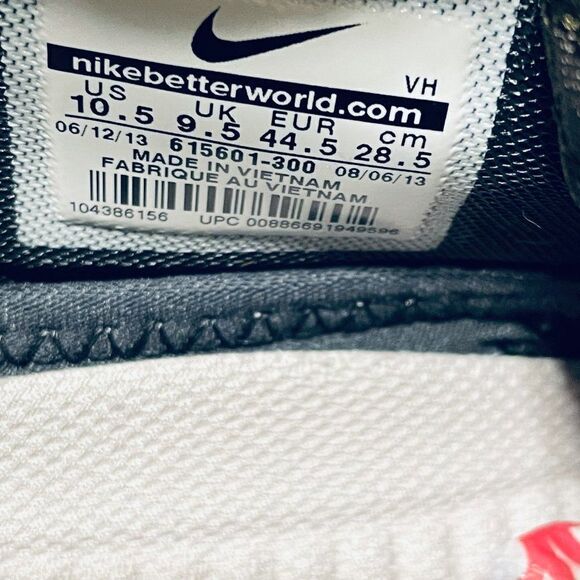 nikebetterworld.com VH
US UK EUR cm
10.5 9.5 44.5 28.5
06/12/13 615601-300 08/06/13
MADE IN VIETNAM
FABRIQUE AU VIETNAM
104386156 UPC 00886691949596